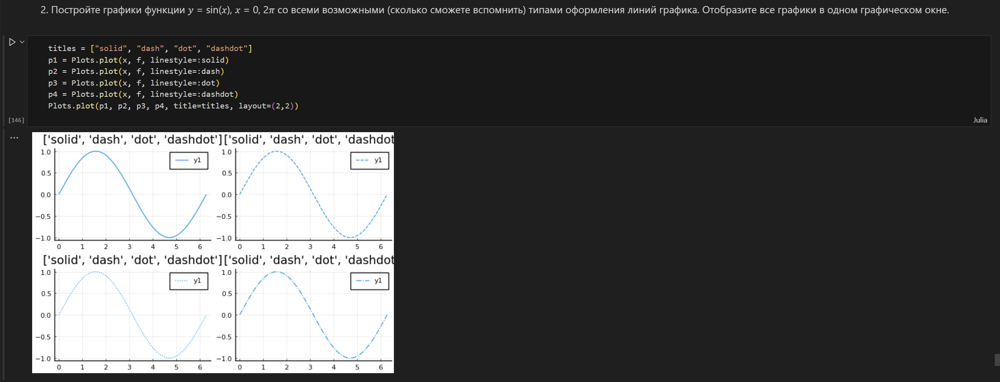 2. Постройте графики функции y = sin(x), x = 0, 2π со всеми возможными (сколько сможете вспомнить) типами оформления линий графика. Отобразите все графики в одном графическом окне.
titles = ["solid", "dash", "dot", "dashdot"]
p1 = Plots.plot(x, f, linestyle=:solid)
p2 = Plots.plot(x, f, linestyle=:dash)
p3 = Plots.plot(x, f, linestyle=:dot)
p4 = Plots.plot(x, f, linestyle=:dashdot)
Plots.plot(p1, p2, p3, p4, title=titles, layout=(2,2))
[146]
Julia
...
['solid', 'dash', 'dot', 'dashdot']
y1
1.0
0.5
0.0
−0.5
−1.0
0 1 2 3 4 5 6
['solid', 'dash', 'dot', 'dashdot
y1
1.0
0.5
0.0
−0.5
−1.0
0 1 2 3 4 5 6
['solid', 'dash', 'dot', 'dashdot']
y1
1.0
0.5
0.0
−0.5
−1.0
0 1 2 3 4 5 6
['solid', 'dash', 'dot', 'dashdot
y1
1.0
0.5
0.0
−0.5
−1.0
0 1 2 3 4 5 6